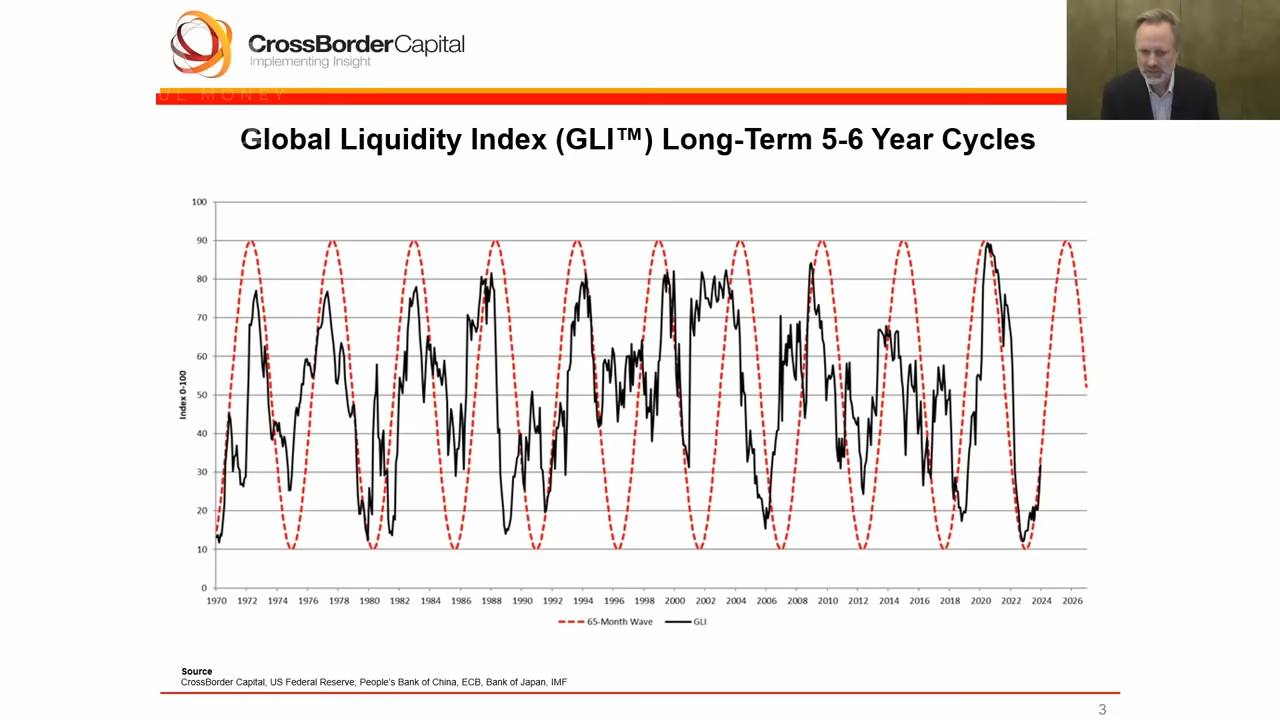 CrossBorderCapital
Implementing Insight
UL MONEY
Global Liquidity Index (GLI™) Long-Term 5-6 Year Cycles
100
90
80
70
60
50
40
30
20
10
0
Index 0-100
1970 1972 1974 1976 1978 1980 1982 1984 1986 1988 1990 1992 1994 1996 1998 2000 2002 2004 2006 2008 2010 2012 2014 2016 2018 2020 2022 2024 2026
65-Month Wave GLI
Source
CrossBorder Capital, US Federal Reserve, People's Bank of China, ECB, Bank of Japan, IMF
3